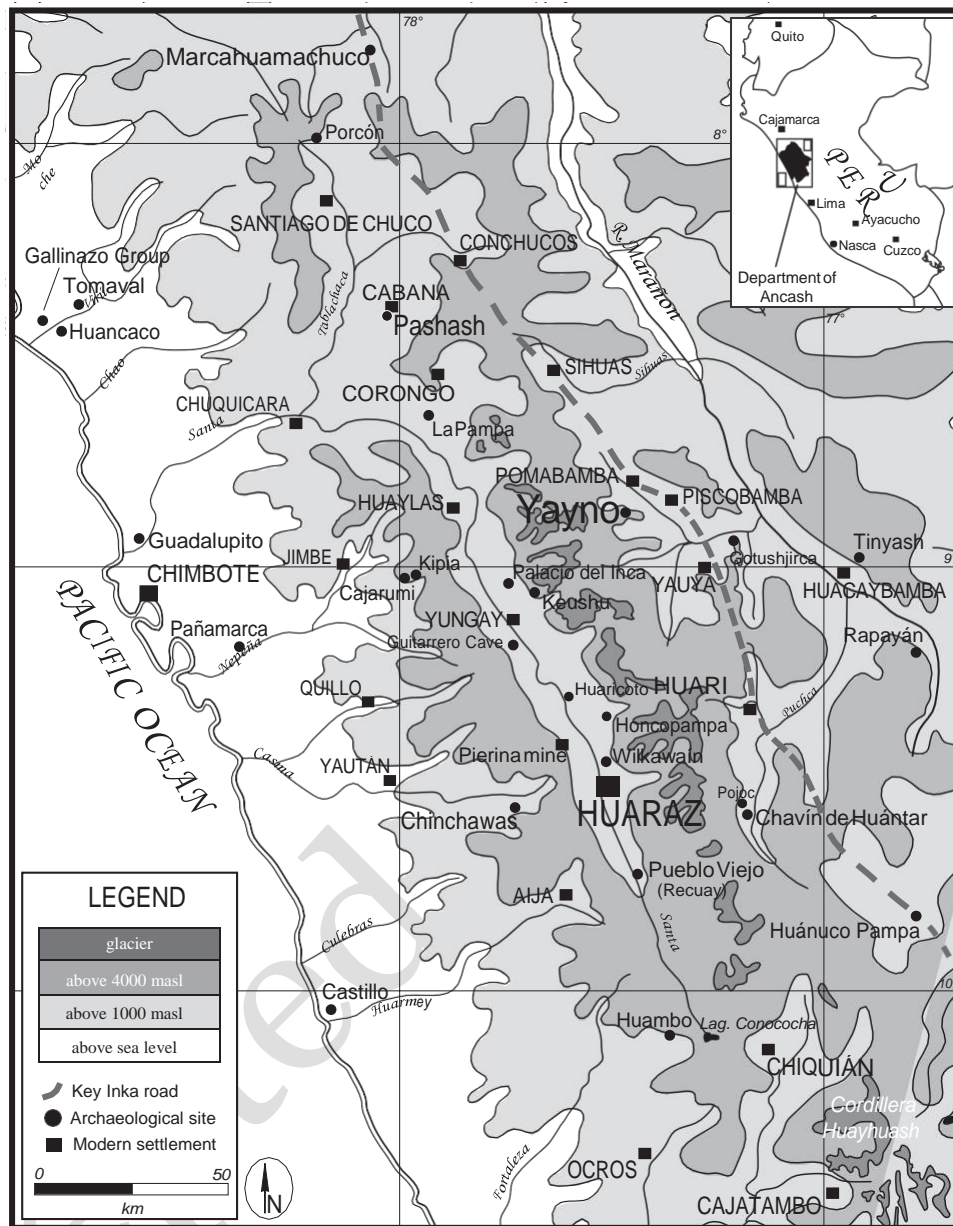 78°
Marcahuamachuco
Quito
Porcón
Cajamarca
8°
Moche
PERU
SANTIAGO DE CHUCO
Lima
Ayacucho
CONCHUCOS
R. Marañon
Nasca
Cuzco
Gallinazo Group
Tomaval
Virú
Tablachaca
CABANA
Department of
Ancash
Huancaco
Pashash
77°
Chao
SIHUAS
Sihuas
CORONGO
CHUQUICARA
La Pampa
Santa
POMABAMBA
HUAYLAS
Yayno
PISCOBAMBA
Guadalupito
Gotushjirca
Tinyash
JIMBE
Kipla
9
CHIMBOTE
Cajarumi
Palacio del Inca
YAUYA
HUACAYBAMBA
Keushu
PACIFIC OCEAN
Pañamarca
YUNGAY
Rapayán
Nepeña
Guitarrero Cave
QUILLO
Huaricoto
HUARI
Puchca
Honcopampa
Casma
Pierina mine
Wilkawain
YAUTÁN
HUARAZ
Pojoc
Chinchawas
Chavín de Huántar
LEGEND
Pueblo Viejo
(Recuay)
AIJA
glacier
Culebras
Santa
Huánuco Pampa
above 4000 masl
10
above 1000 masl
Castillo
Huarmey
above sea level
Huambo
Lag. Conococha
CHIQUIÁN
Key Inka road
Archaeological site
Cordillera
Huayhuash
Modern settlement
0
50
km
N
Fortaleza
OCROS
CAJATAMBO